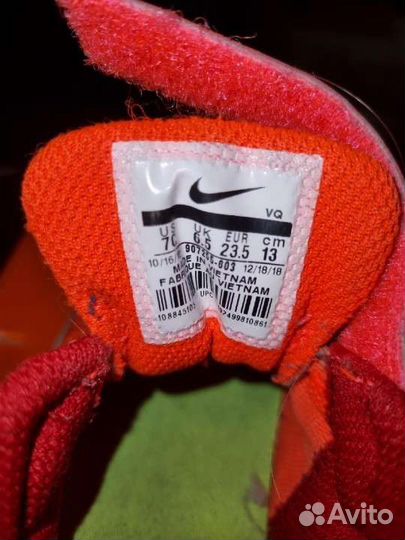 VQ
US UK EUR cm
7C 6.5 23.5 13
10/16/ 12/18/18
MADE IN VIETNAM
FABRIQUE AU VIETNAM
UPC
Avito